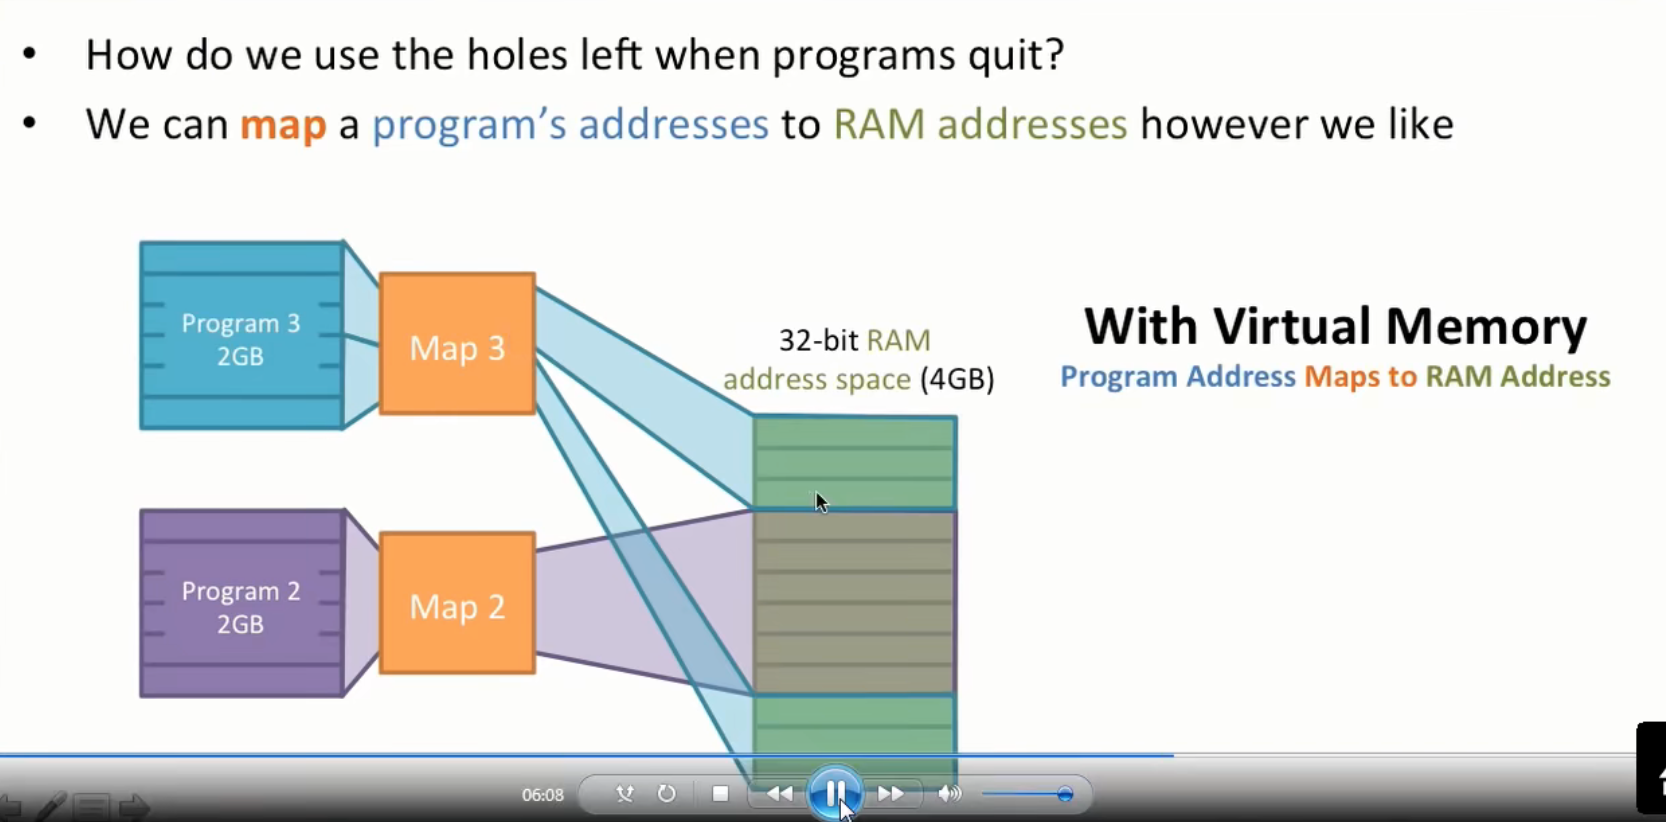 • How do we use the holes left when programs quit?
• We can map a program’s addresses to RAM addresses however we like
Program 3
2GB
Map 3
32-bit RAM
address space (4GB)
With Virtual Memory
Program Address Maps to RAM Address
Program 2
2GB
Map 2
06:08